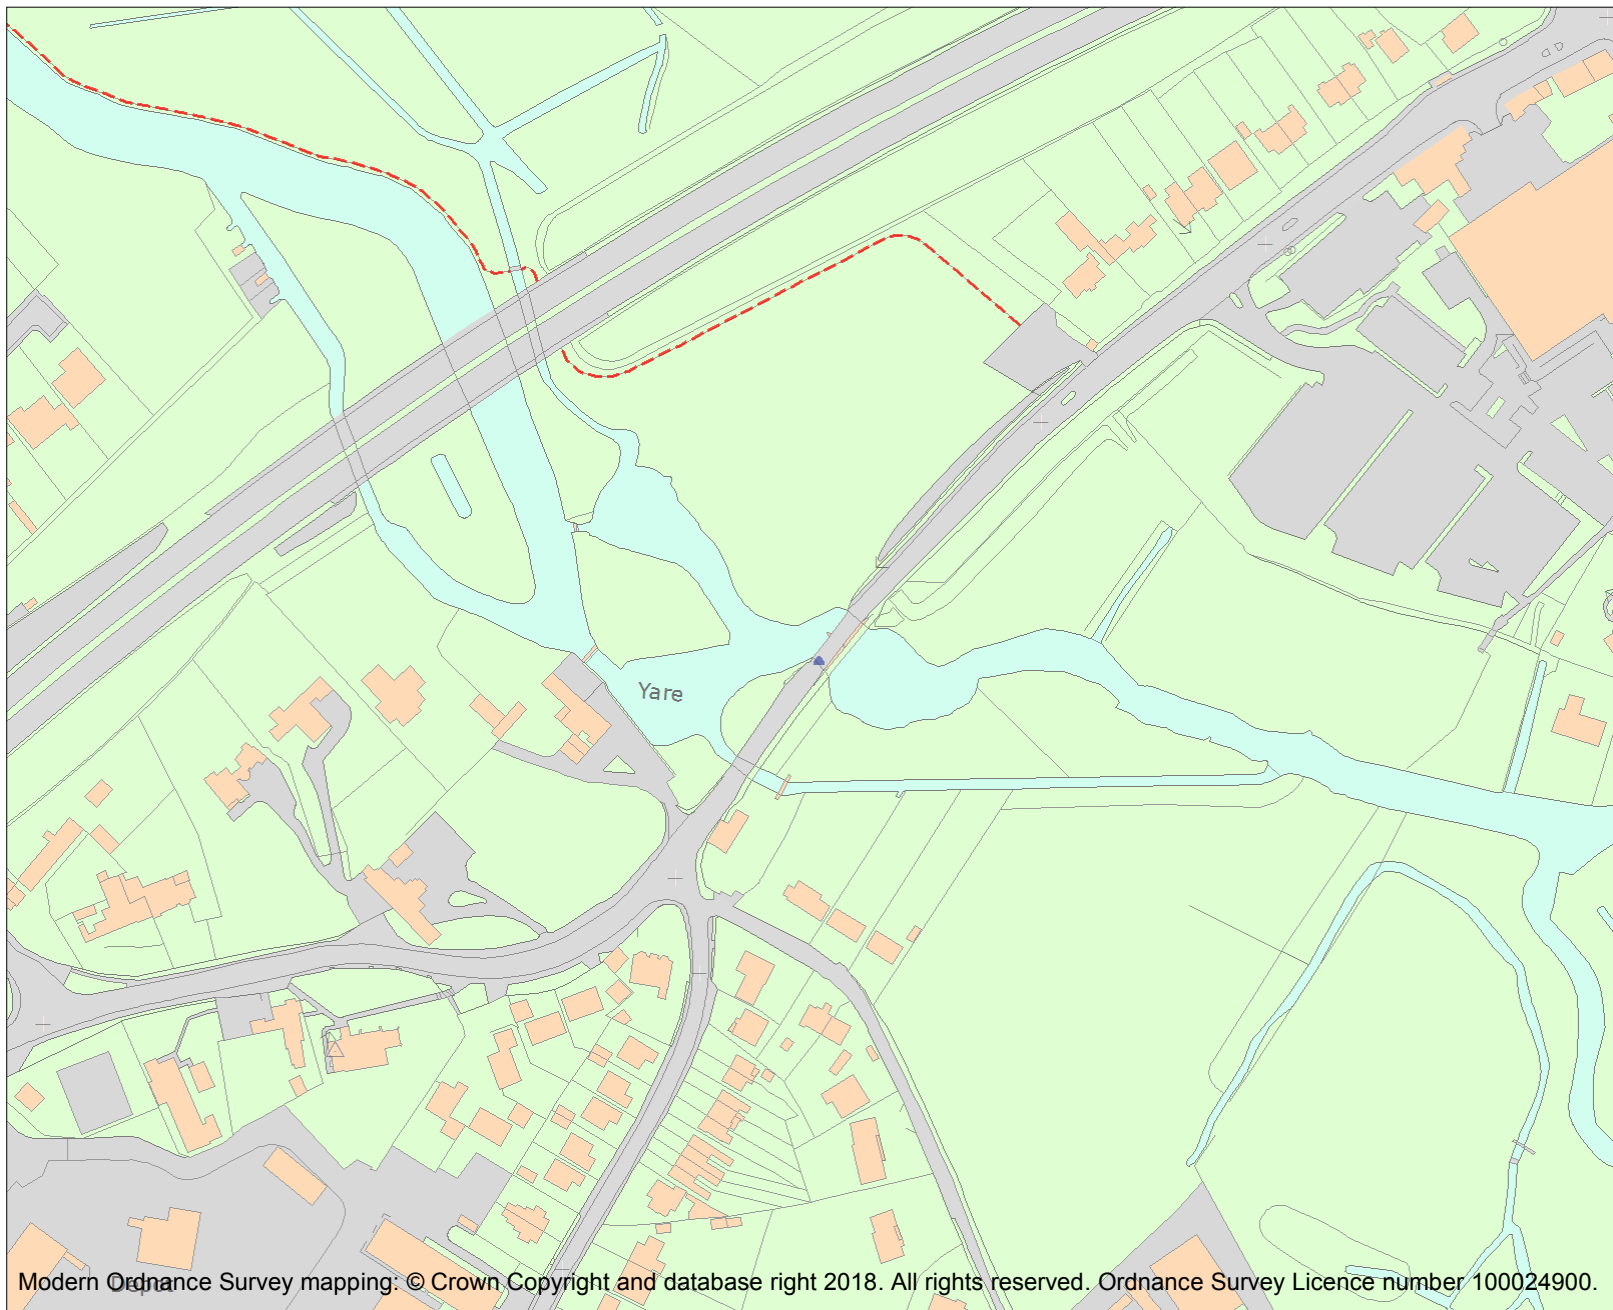 Yare
Depot
Modern Ordnance Survey mapping: © Crown Copyright and database right 2018. All rights reserved. Ordnance Survey Licence number 100024900.